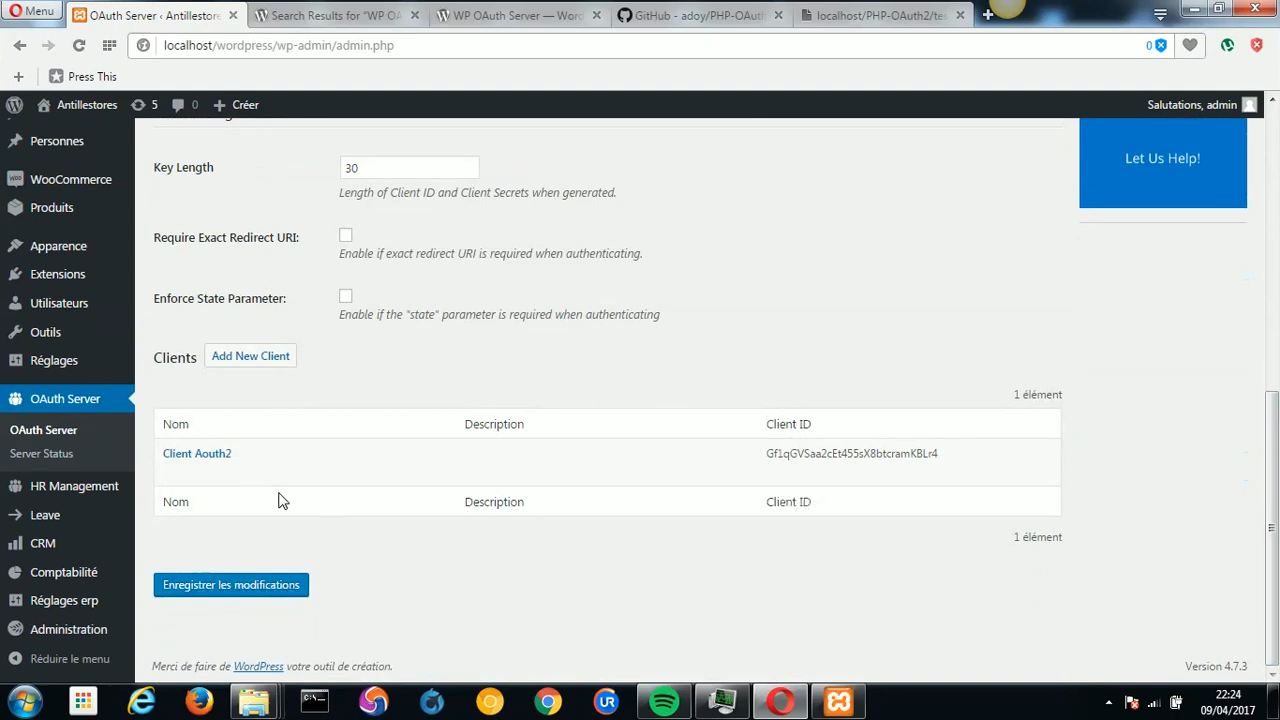 Menu
OAuth Server ‹ Antillestore
Search Results for "WP O
WP OAuth Server — Wor
GitHub - adoy/PHP-OAuth
localhost/PHP-OAuth2/te
localhost/wordpress/wp-admin/admin.php
0
Press This
Antillestores
5
0
Créer
Salutations, admin
Personnes
WooCommerce
Produits
Apparence
Extensions
Utilisateurs
Outils
Réglages
OAuth Server
OAuth Server
Server Status
HR Management
Leave
CRM
Comptabilité
Réglages erp
Administration
Réduire le menu
Let Us Help!
Key Length
30
Length of Client ID and Client Secrets when generated.
Require Exact Redirect URI:
Enable if exact redirect URI is required when authenticating.
Enforce State Parameter:
Enable if the "state" parameter is required when authenticating
Clients Add New Client
1 élément
Nom Description Client ID
Client Aouth2 Gf1qGVSaa2cEt455sX8btcramKBLr4
Nom Description Client ID
1 élément
Enregistrer les modifications
Merci de faire de WordPress votre outil de création.
Version 4.7.3
UR
22:24
09/04/2017